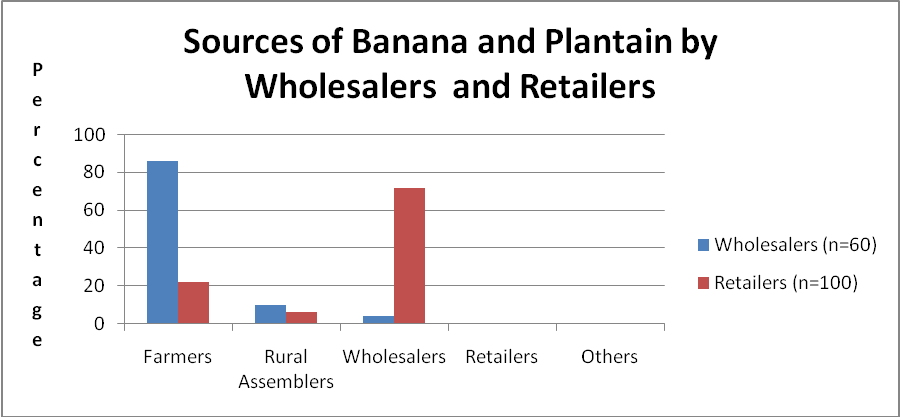 Sources of Banana and Plantain by
Wholesalers and Retailers
Percentage
100
80
60
40
20
0
Farmers
Rural
Assemblers
Wholesalers
Retailers
Others
Wholesalers (n=60)
Retailers (n=100)